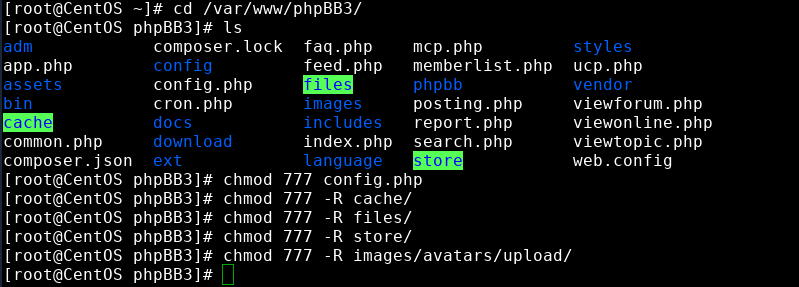 [root@CentOS ~]# cd /var/www/phpBB3/
[root@CentOS phpBB3]# ls
adm            composer.lock  faq.php    mcp.php         styles
app.php        config         feed.php   memberlist.php  ucp.php
assets         config.php     files      phpbb           vendor
bin            cron.php       images     posting.php     viewforum.php
cache          docs           includes   report.php      viewonline.php
common.php     download       index.php  search.php      viewtopic.php
composer.json  ext            language   store           web.config
[root@CentOS phpBB3]# chmod 777 config.php
[root@CentOS phpBB3]# chmod 777 -R cache/
[root@CentOS phpBB3]# chmod 777 -R files/
[root@CentOS phpBB3]# chmod 777 -R store/
[root@CentOS phpBB3]# chmod 777 -R images/avatars/upload/
[root@CentOS phpBB3]#